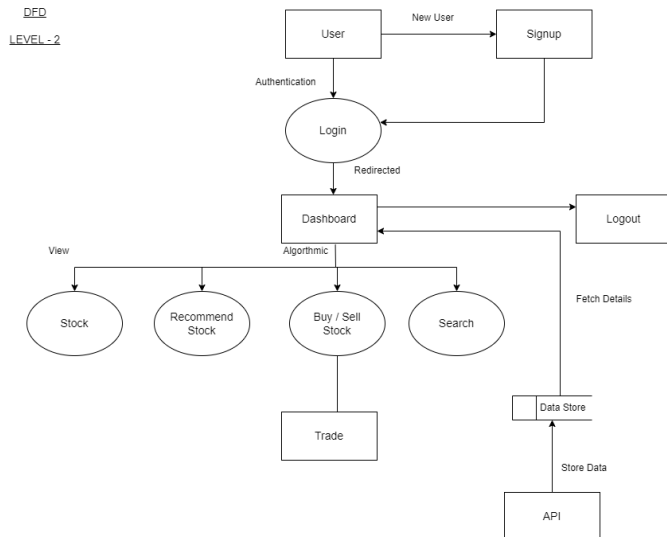 DFD
LEVEL - 2
User
New User
Signup
Authentication
Login
Redirected
Dashboard
Logout
View
Algorthmic
Fetch Details
Stock
Recommend
Stock
Buy / Sell
Stock
Search
Data Store
Trade
Store Data
API